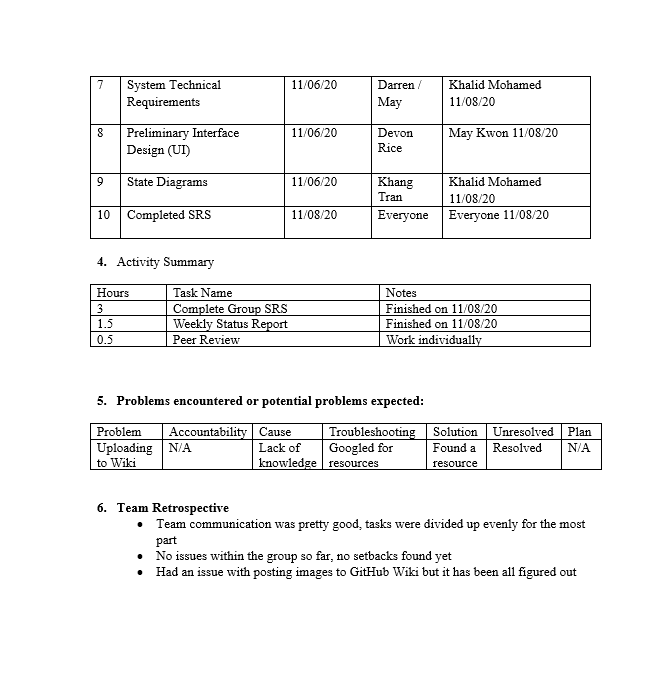 7 System Technical 11/06/20 Darren / Khalid Mohamed
Requirements May 11/08/20
8 Preliminary Interface 11/06/20 Devon May Kwon 11/08/20
Design (UI) Rice
9 State Diagrams 11/06/20 Khang Khalid Mohamed
Tran 11/08/20
10 Completed SRS 11/08/20 Everyone Everyone 11/08/20
4. Activity Summary
Hours Task Name Notes
3 Complete Group SRS Finished on 11/08/20
1.5 Weekly Status Report Finished on 11/08/20
0.5 Peer Review Work individually
5. Problems encountered or potential problems expected:
Problem Accountability Cause Troubleshooting Solution Unresolved Plan
Uploading N/A Lack of Googled for Found a Resolved N/A
to Wiki knowledge resources resource
6. Team Retrospective
• Team communication was pretty good, tasks were divided up evenly for the most
part
• No issues within the group so far, no setbacks found yet
• Had an issue with posting images to GitHub Wiki but it has been all figured out